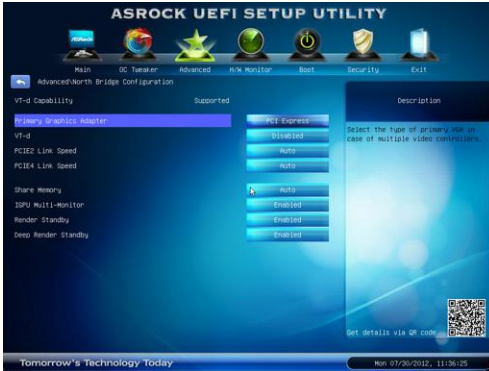 ASROCK UEFI SETUP UTILITY
Main OC Tweaker Advanced H/W Monitor Boot Security Exit
Advanced\North Bridge Configuration
VT-d Capability Supported
Primary Graphics Adapter PCI Express
VT-d Disabled
PCIE2 Link Speed Auto
PCIE4 Link Speed Auto
Share Memory Auto
IGPU Multi-Monitor Enabled
Render Standby Enabled
Deep Render Standby Enabled
Description
Select the type of primary VGA in
case of multiple video controllers.
Get details via QR code
Tomorrow's Technology Today
Mon 07/30/2012, 11:36:25